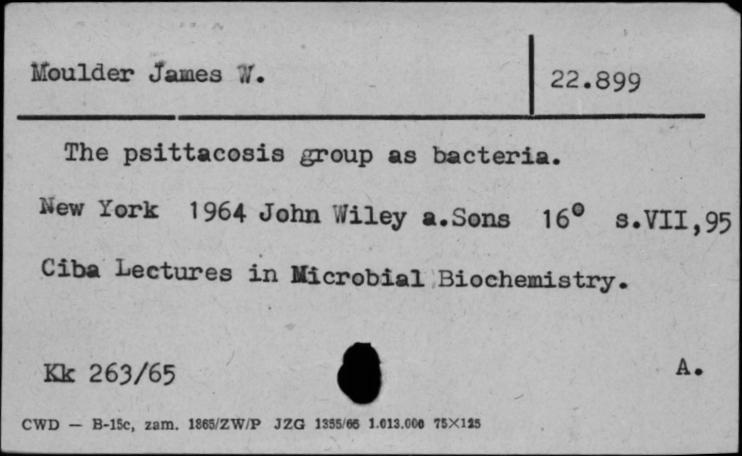 Moulder James W.
22.899
The psittacosis group as bacteria.
New York 1964 John Wiley a.Sons 16° s.VII,95
Ciba Lectures in Microbial Biochemistry.
Kk 263/65
A.
CWD — B-15c, zam. 1865/ZW/P JZG 1355/66 1.013.000 75×125